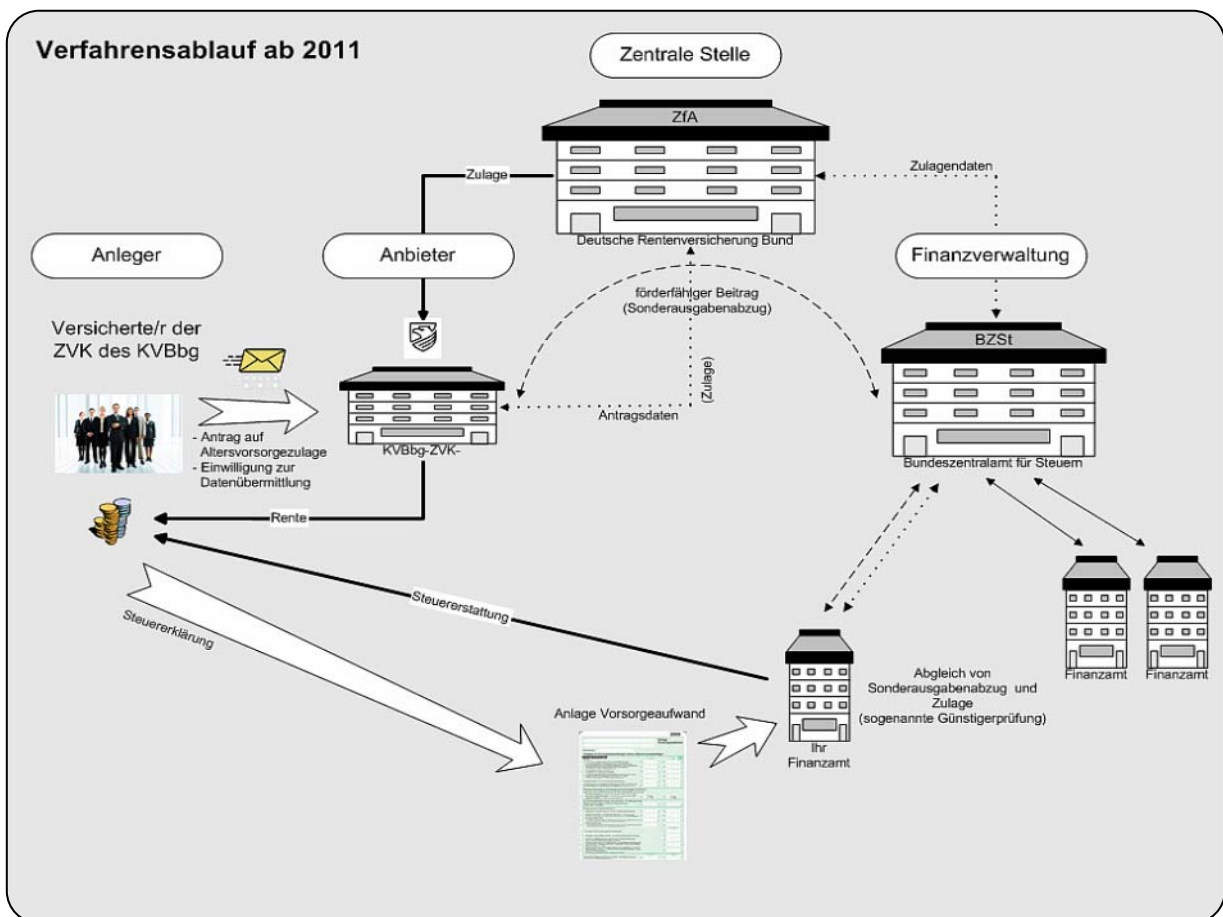 Verfahrensablauf ab 2011
Zentrale Stelle
ZfA
Zulage
Zulagendaten
Deutsche Rentenversicherung Bund
Anleger
Anbieter
Finanzverwaltung
förderfähiger Beitrag
(Sonderausgabenabzug)
Versicherte/r der
ZVK des KVBbg
BZSt
(Zulage)
Antragsdaten
- Antrag auf
Altersvorsorgezulage
- Einwilligung zur
Datenübermittlung
KVBbg-ZVK-
Bundeszentralamt für Steuern
Rente
Steuererstattung
Steuererklärung
Finanzamt
Finanzamt
Abgleich von
Sonderausgabenabzug und
Zulage
(sogenannte Günstigerprüfung)
Anlage Vorsorgeaufwand
Ihr
Finanzamt